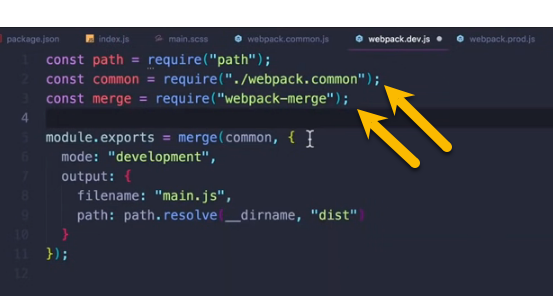 package.json index.js main.scss webpack.common.js webpack.dev.js webpack.prod.js
1 const path = require("path");
2 const common = require("./webpack.common");
3 const merge = require("webpack-merge");
4
5 module.exports = merge(common, {
6 mode: "development",
7 output: {
8 filename: "main.js",
9 path: path.resolve(__dirname, "dist")
10 }
11 });
12